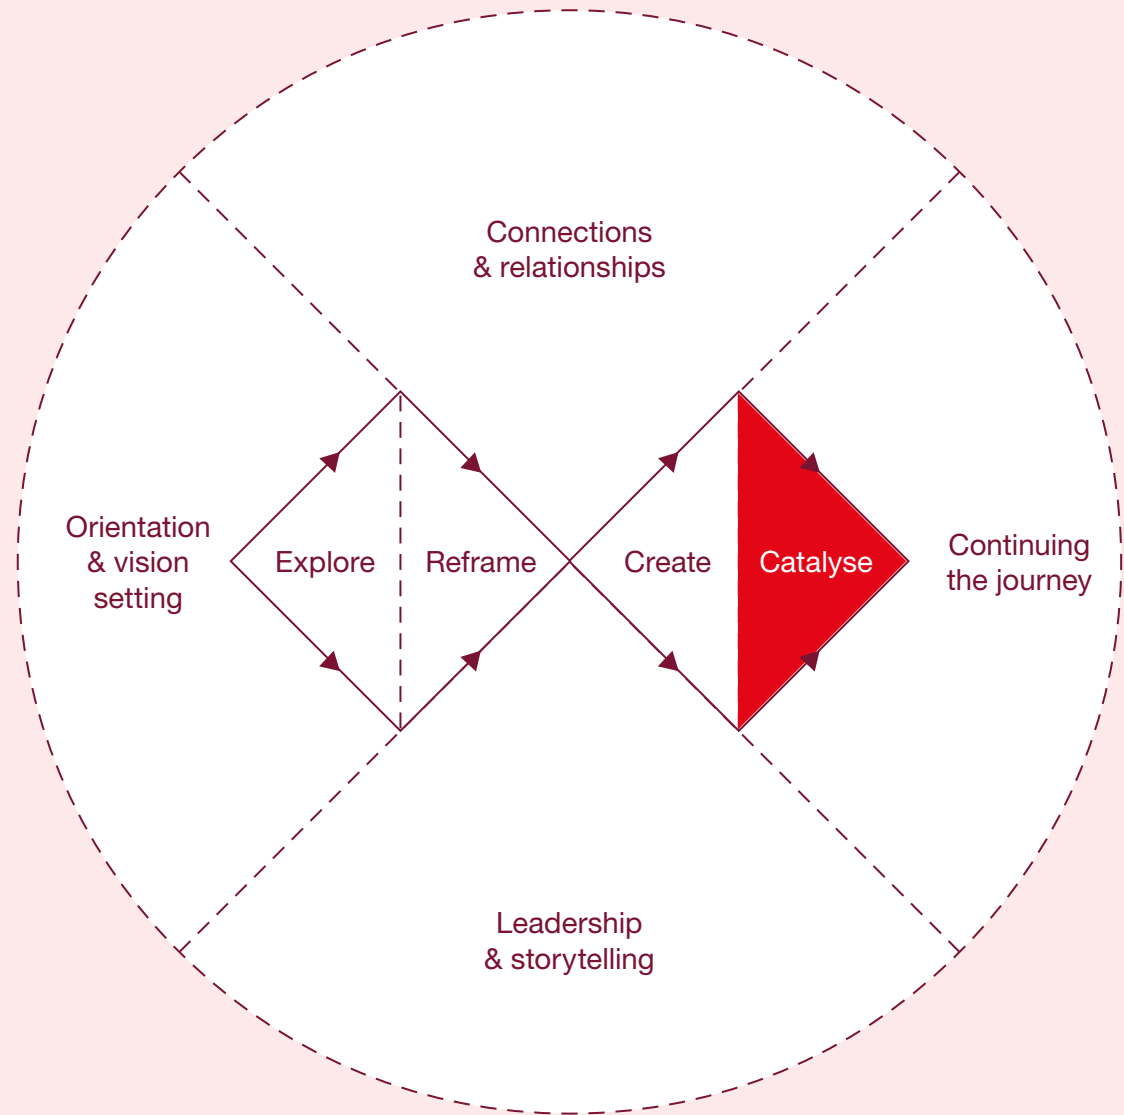 Connections
& relationships
Orientation
& vision
setting
Explore
Reframe
Create
Catalyse
Continuing
the journey
Leadership
& storytelling